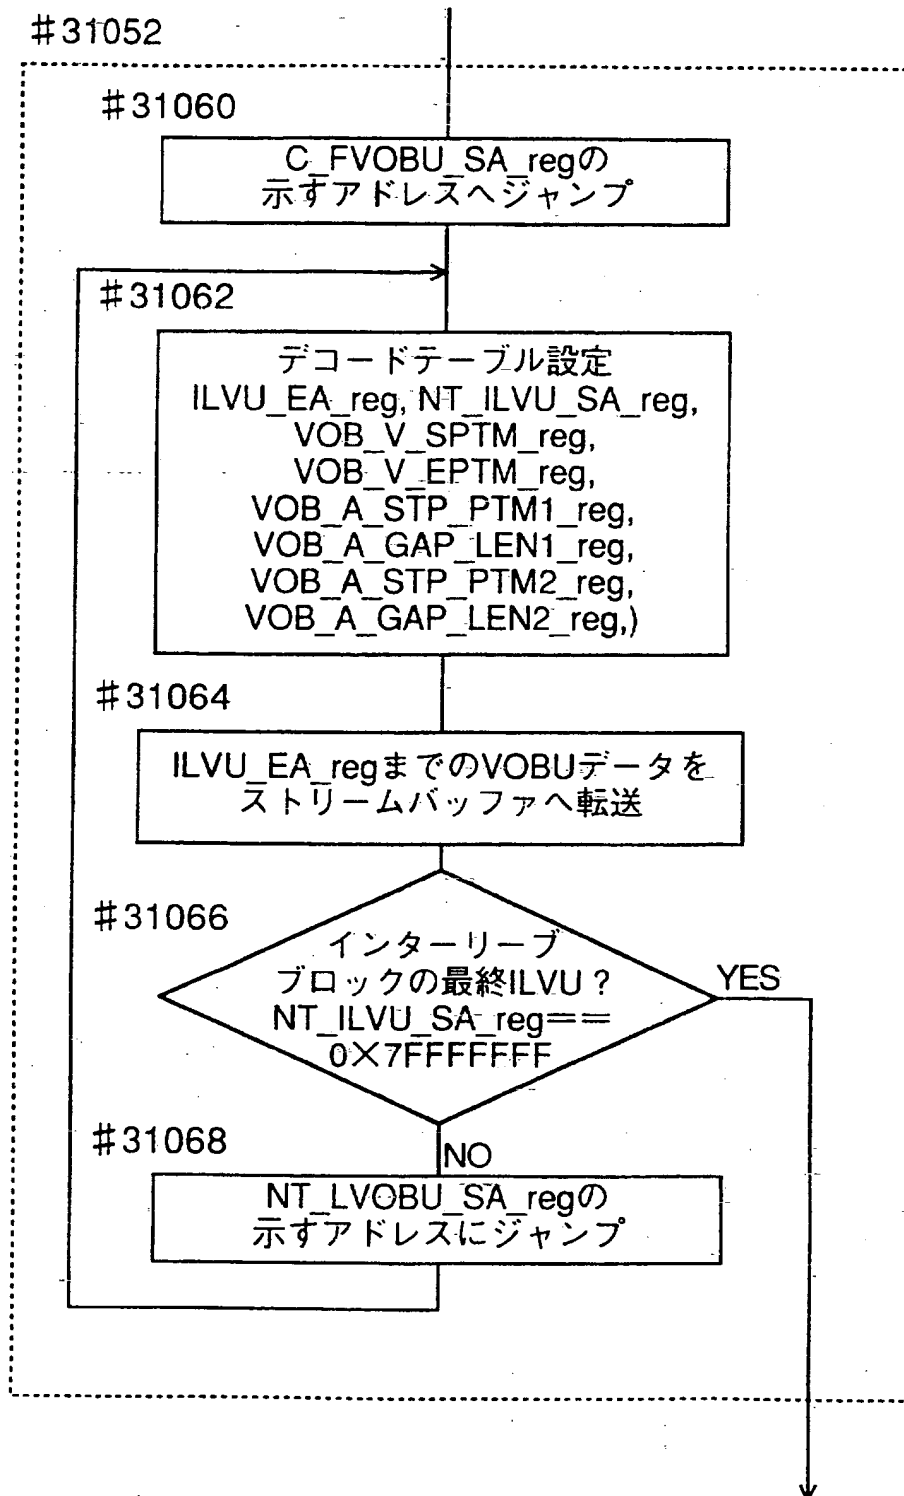 #31052
#31060
C_FVOBU_SA_regの
示すアドレスへジャンプ
#31062
デコードテーブル設定
ILVU_EA_reg, NT_ILVU_SA_reg,
VOB_V_SPTM_reg,
VOB_V_EPTM_reg,
VOB_A_STP_PTM1_reg,
VOB_A_GAP_LEN1_reg,
VOB_A_STP_PTM2_reg,
VOB_A_GAP_LEN2_reg,)
#31064
ILVU_EA_regまでのVOBUデータを
ストリームバッファへ転送
#31066
インターリーブ
ブロックの最終ILVU?
NT_ILVU_SA_reg==
0×7FFFFFFF
YES
#31068
NO
NT_LVOBU_SA_regの
示すアドレスにジャンプ